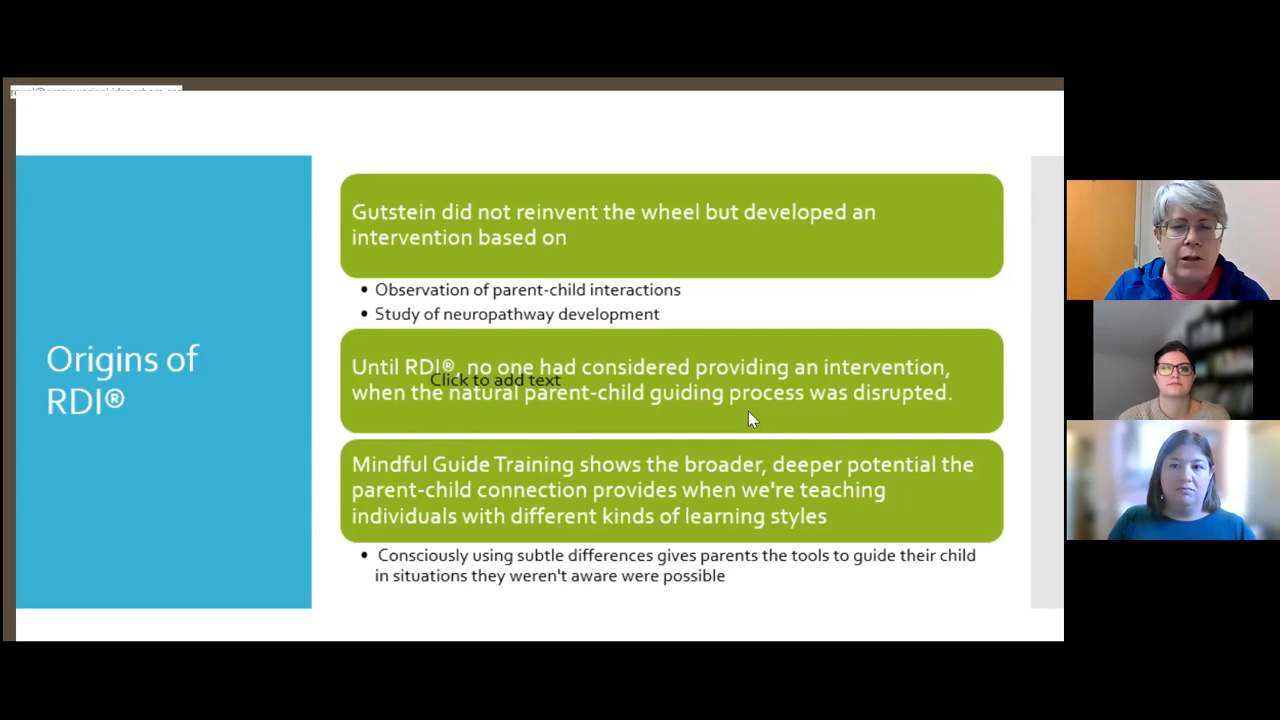 Origins of
RDI®
Gutstein did not reinvent the wheel but developed an
intervention based on
• Observation of parent-child interactions
• Study of neuropathway development
Until RDI®, no one had considered providing an intervention,
when the natural parent-child guiding process was disrupted.
Click to add text
Mindful Guide Training shows the broader, deeper potential the
parent-child connection provides when we're teaching
individuals with different kinds of learning styles
• Consciously using subtle differences gives parents the tools to guide their child
in situations they weren't aware were possible